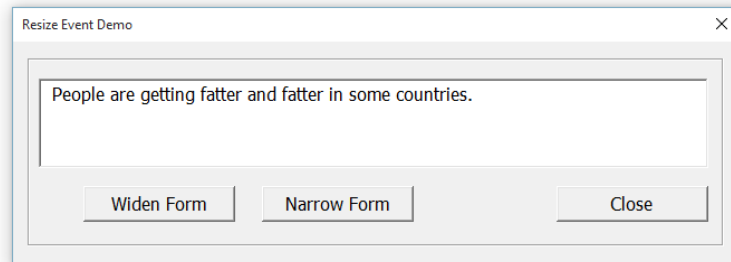 Resize Event Demo
People are getting fatter and fatter in some countries.
Widen Form
Narrow Form
Close